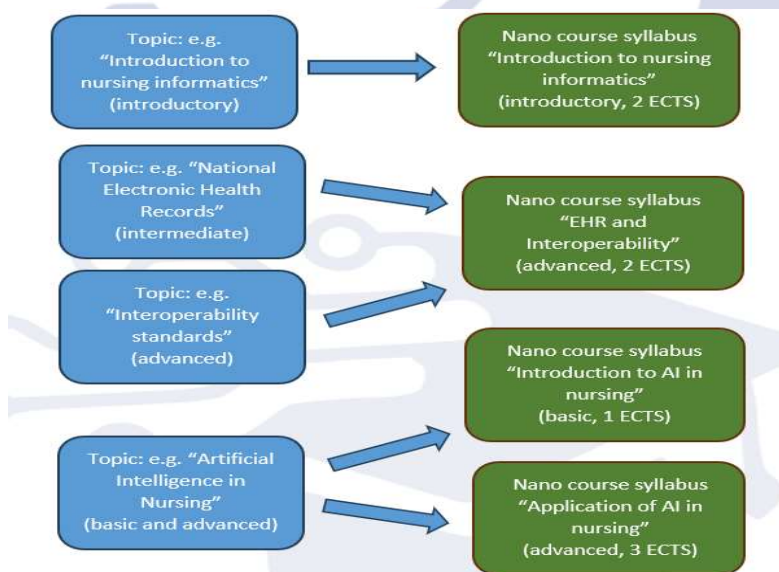 Topic: e.g.
“Introduction to
nursing informatics”
(introductory)
Nano course syllabus
“Introduction to nursing
informatics”
(introductory, 2 ECTS)
Topic: e.g. “National
Electronic Health
Records”
(intermediate)
Nano course syllabus
“EHR and
Interoperability”
(advanced, 2 ECTS)
Topic: e.g.
“Interoperability
standards”
(advanced)
Nano course syllabus
“Introduction to AI in
nursing”
(basic, 1 ECTS)
Topic: e.g. “Artificial
Intelligence in
Nursing”
(basic and advanced)
Nano course syllabus
“Application of AI in
nursing”
(advanced, 3 ECTS)